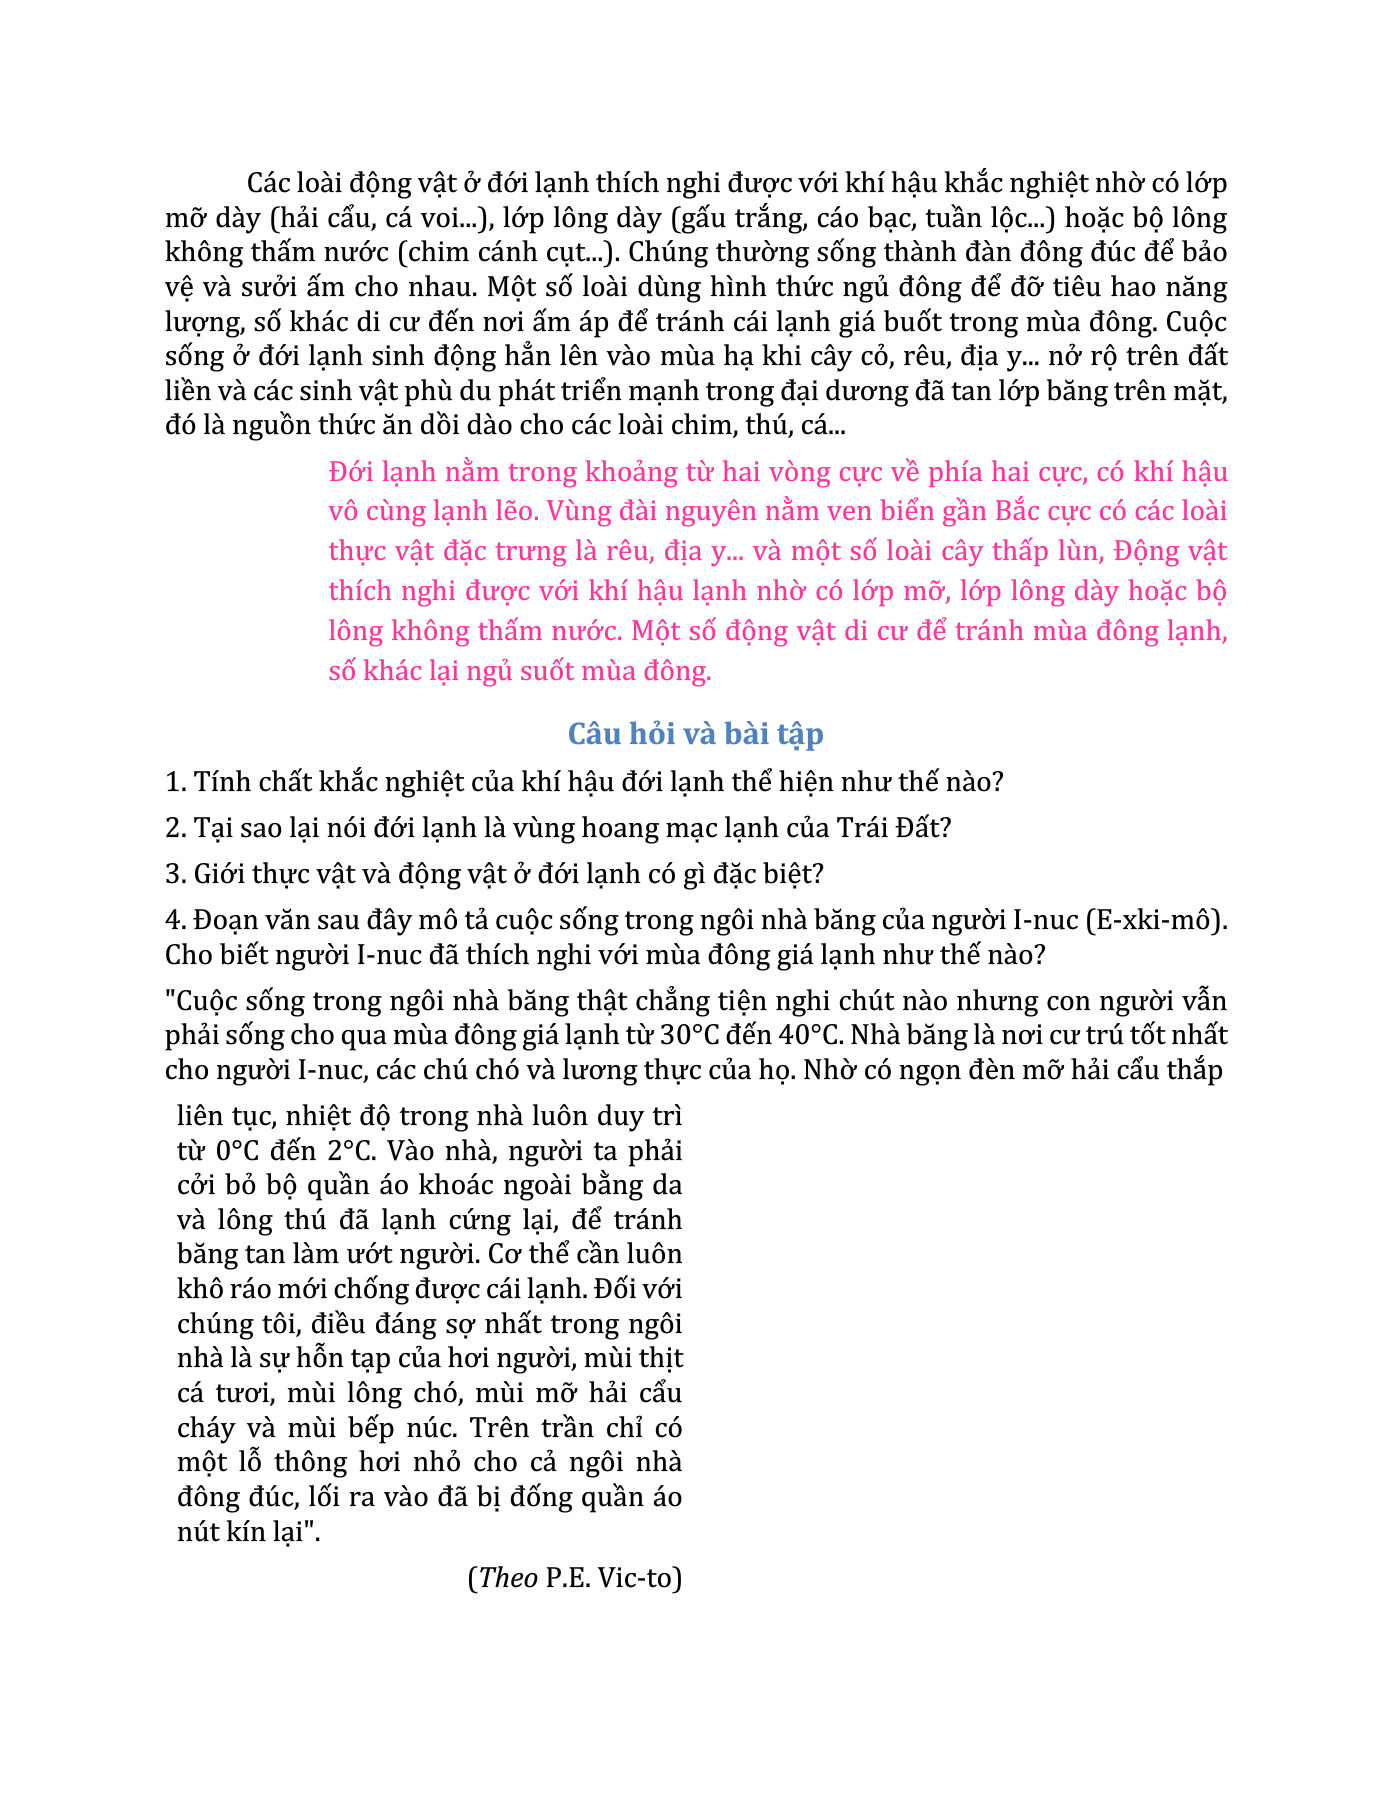 Các loài động vật ở đới lạnh thích nghi được với khí hậu khắc nghiệt nhờ có lớp
mỡ dày (hải cẩu, cá voi...), lớp lông dày (gấu trắng, cáo bạc, tuần lộc...) hoặc bộ lông
không thấm nước (chim cánh cụt...). Chúng thường sống thành đàn đông đúc để bảo
vệ và sưởi ấm cho nhau. Một số loài dùng hình thức ngủ đông để đỡ tiêu hao năng
lượng, số khác di cư đến nơi ấm áp để tránh cái lạnh giá buốt trong mùa đông. Cuộc
sống ở đới lạnh sinh động hẳn lên vào mùa hạ khi cây cỏ, rêu, địa y... nở rộ trên đất
liền và các sinh vật phù du phát triển mạnh trong đại dương đã tan lớp băng trên mặt,
đó là nguồn thức ăn dồi dào cho các loài chim, thú, cá...
Đới lạnh nằm trong khoảng từ hai vòng cực về phía hai cực, có khí hậu
vô cùng lạnh lẽo. Vùng đài nguyên nằm ven biển gần Bắc cực có các loài
thực vật đặc trưng là rêu, địa y... và một số loài cây thấp lùn, Động vật
thích nghi được với khí hậu lạnh nhờ có lớp mỡ, lớp lông dày hoặc bộ
lông không thấm nước. Một số động vật di cư để tránh mùa đông lạnh,
số khác lại ngủ suốt mùa đông.
Câu hỏi và bài tập
1. Tính chất khắc nghiệt của khí hậu đới lạnh thể hiện như thế nào?
2. Tại sao lại nói đới lạnh là vùng hoang mạc lạnh của Trái Đất?
3. Giới thực vật và động vật ở đới lạnh có gì đặc biệt?
4. Đoạn văn sau đây mô tả cuộc sống trong ngôi nhà băng của người I-nuc (E-xki-mô).
Cho biết người I-nuc đã thích nghi với mùa đông giá lạnh như thế nào?
"Cuộc sống trong ngôi nhà băng thật chẳng tiện nghi chút nào nhưng con người vẫn
phải sống cho qua mùa đông giá lạnh từ 30°C đến 40°C. Nhà băng là nơi cư trú tốt nhất
cho người I-nuc, các chú chó và lương thực của họ. Nhờ có ngọn đèn mỡ hải cẩu thắp
liên tục, nhiệt độ trong nhà luôn duy trì
từ 0°C đến 2°C. Vào nhà, người ta phải
cởi bỏ bộ quần áo khoác ngoài bằng da
và lông thú đã lạnh cứng lại, để tránh
băng tan làm ướt người. Cơ thể cần luôn
khô ráo mới chống được cái lạnh. Đối với
chúng tôi, điều đáng sợ nhất trong ngôi
nhà là sự hỗn tạp của hơi người, mùi thịt
cá tươi, mùi lông chó, mùi mỡ hải cẩu
cháy và mùi bếp núc. Trên trần chỉ có
một lỗ thông hơi nhỏ cho cả ngôi nhà
đông đúc, lối ra vào đã bị đống quần áo
nút kín lại".
(Theo P.E. Vic-to)